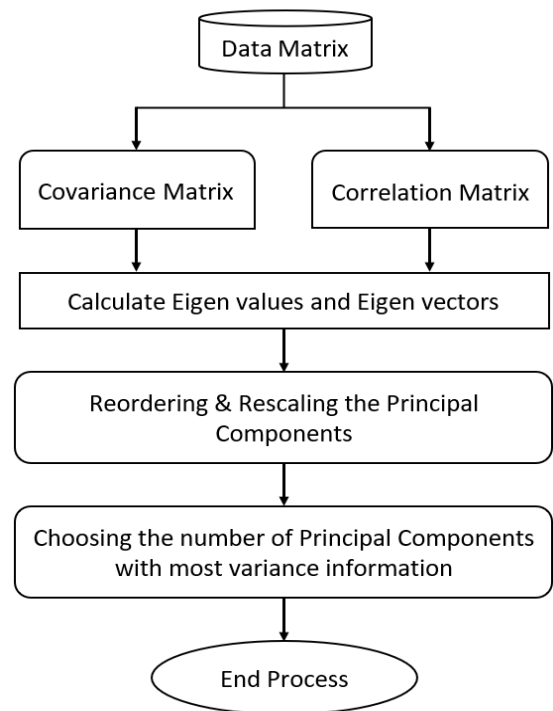 Data Matrix
Covariance Matrix
Correlation Matrix
Calculate Eigen values and Eigen vectors
Reordering & Rescaling the Principal
Components
Choosing the number of Principal Components
with most variance information
End Process